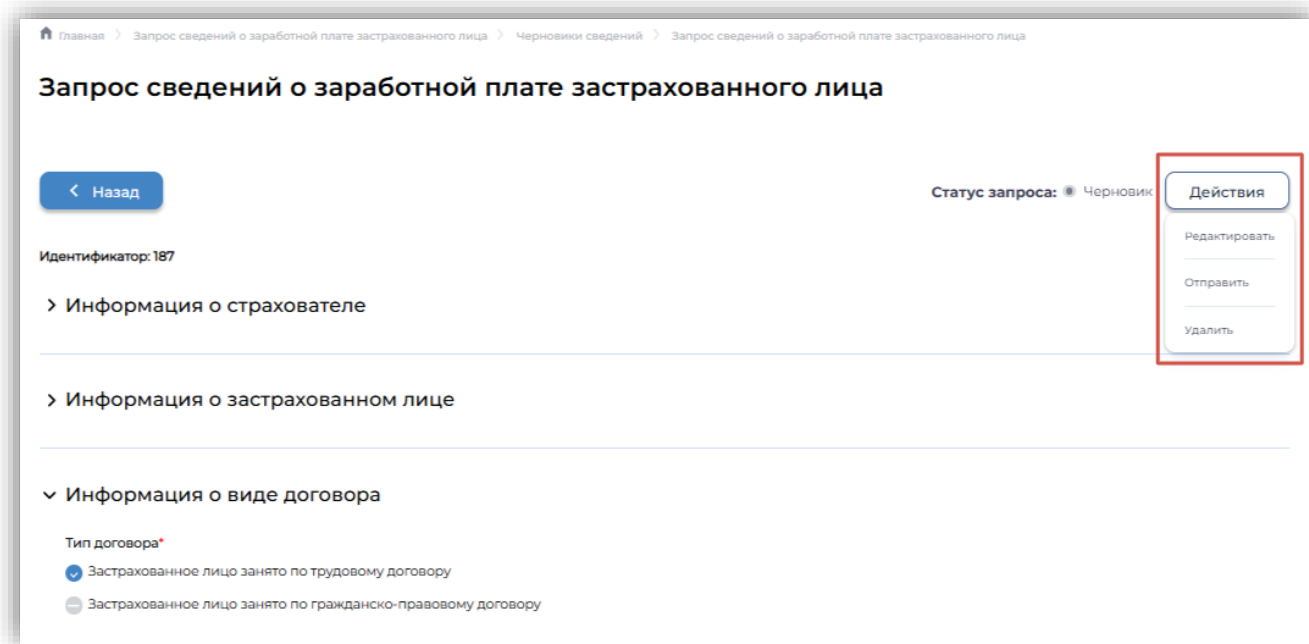 Главная > Запрос сведений о заработной плате застрахованного лица > Черновики сведений > Запрос сведений о заработной плате застрахованного лица
Запрос сведений о заработной плате застрахованного лица
Назад
Статус запроса: Черновик
Действия
Редактировать
Отправить
Удалить
Идентификатор: 187
Информация о страхователе
Информация о застрахованном лице
Информация о виде договора
Тип договора*
Застрахованное лицо занято по трудовому договору
Застрахованное лицо занято по гражданско-правовому договору